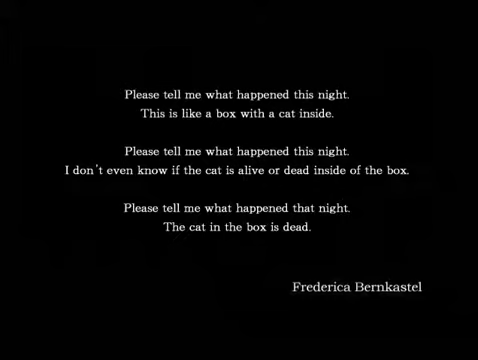 Please tell me what happened this night.
This is like a box with a cat inside.
Please tell me what happened this night.
I don't even know if the cat is alive or dead inside of the box.
Please tell me what happened that night.
The cat in the box is dead.
Frederica Bernkastel